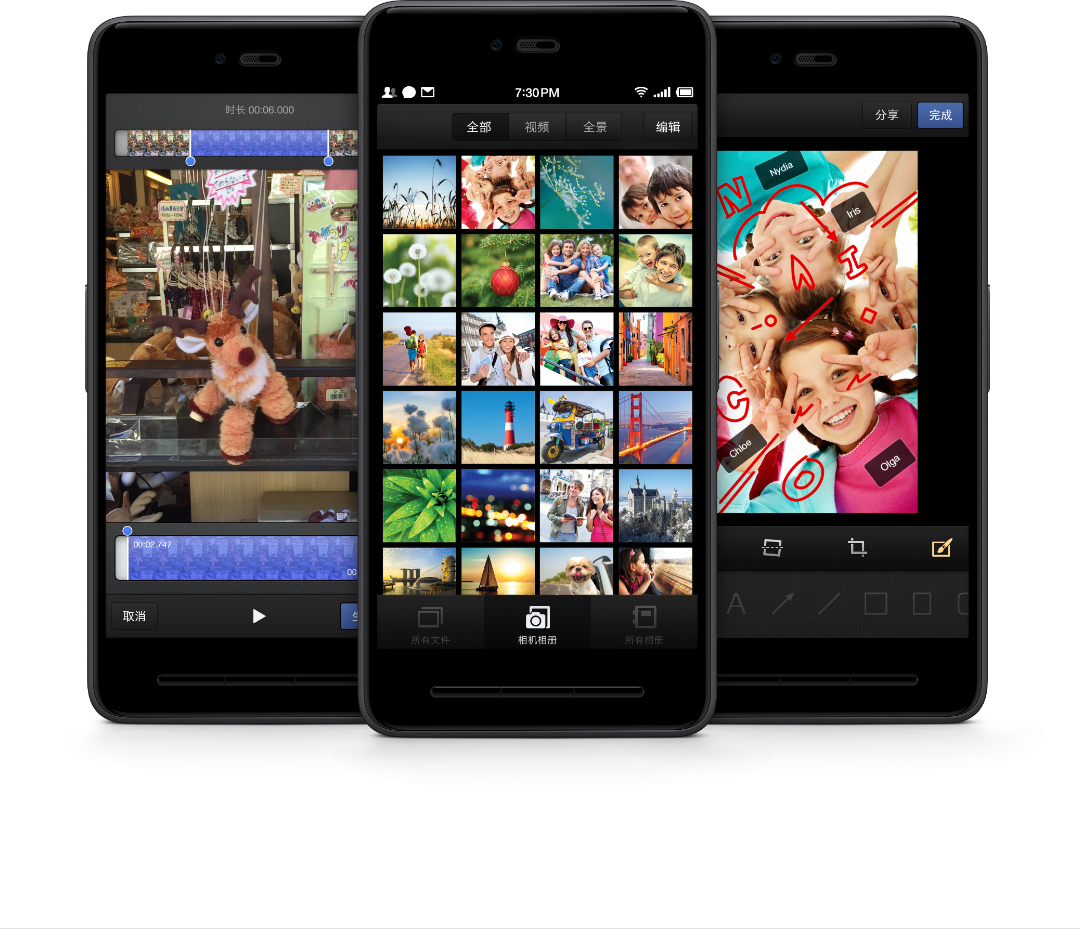 时长 00:06.000
00:02.747
00
取消
生
7:30PM
全部
视频
全景
编辑
所有文件
相机相册
所有相册
分享
完成
Nydia
Iris
N
A
I
C
O
Chloe
Olga
A